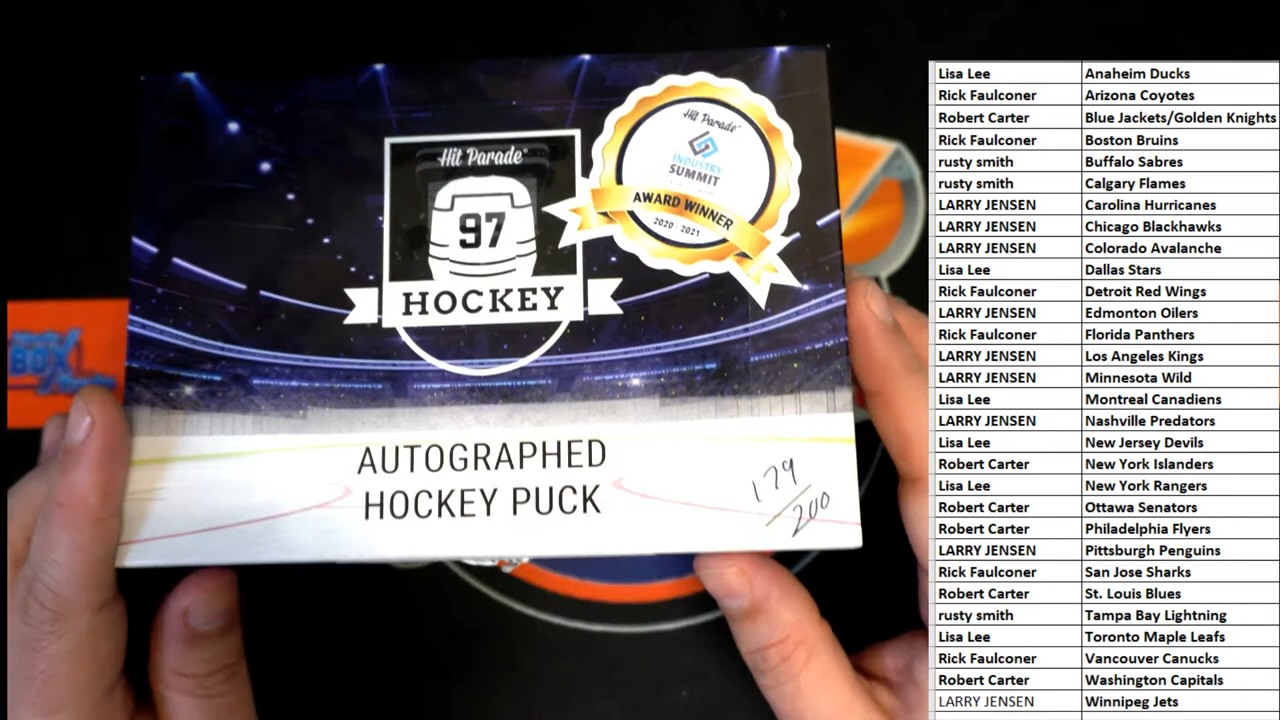 Hit Parade™
97
HOCKEY
Hit Parade™
INDUSTRY
SUMMIT
AWARD WINNER
2020 - 2021
AUTOGRAPHED
HOCKEY PUCK
179
200
BOX
Lisa Lee Anaheim Ducks
Rick Faulconer Arizona Coyotes
Robert Carter Blue Jackets/Golden Knights
Rick Faulconer Boston Bruins
rusty smith Buffalo Sabres
rusty smith Calgary Flames
LARRY JENSEN Carolina Hurricanes
LARRY JENSEN Chicago Blackhawks
LARRY JENSEN Colorado Avalanche
Lisa Lee Dallas Stars
Rick Faulconer Detroit Red Wings
LARRY JENSEN Edmonton Oilers
Rick Faulconer Florida Panthers
LARRY JENSEN Los Angeles Kings
LARRY JENSEN Minnesota Wild
Lisa Lee Montreal Canadiens
LARRY JENSEN Nashville Predators
Lisa Lee New Jersey Devils
Robert Carter New York Islanders
Lisa Lee New York Rangers
Robert Carter Ottawa Senators
Robert Carter Philadelphia Flyers
LARRY JENSEN Pittsburgh Penguins
Rick Faulconer San Jose Sharks
Robert Carter St. Louis Blues
rusty smith Tampa Bay Lightning
Lisa Lee Toronto Maple Leafs
Rick Faulconer Vancouver Canucks
Robert Carter Washington Capitals
LARRY JENSEN Winnipeg Jets